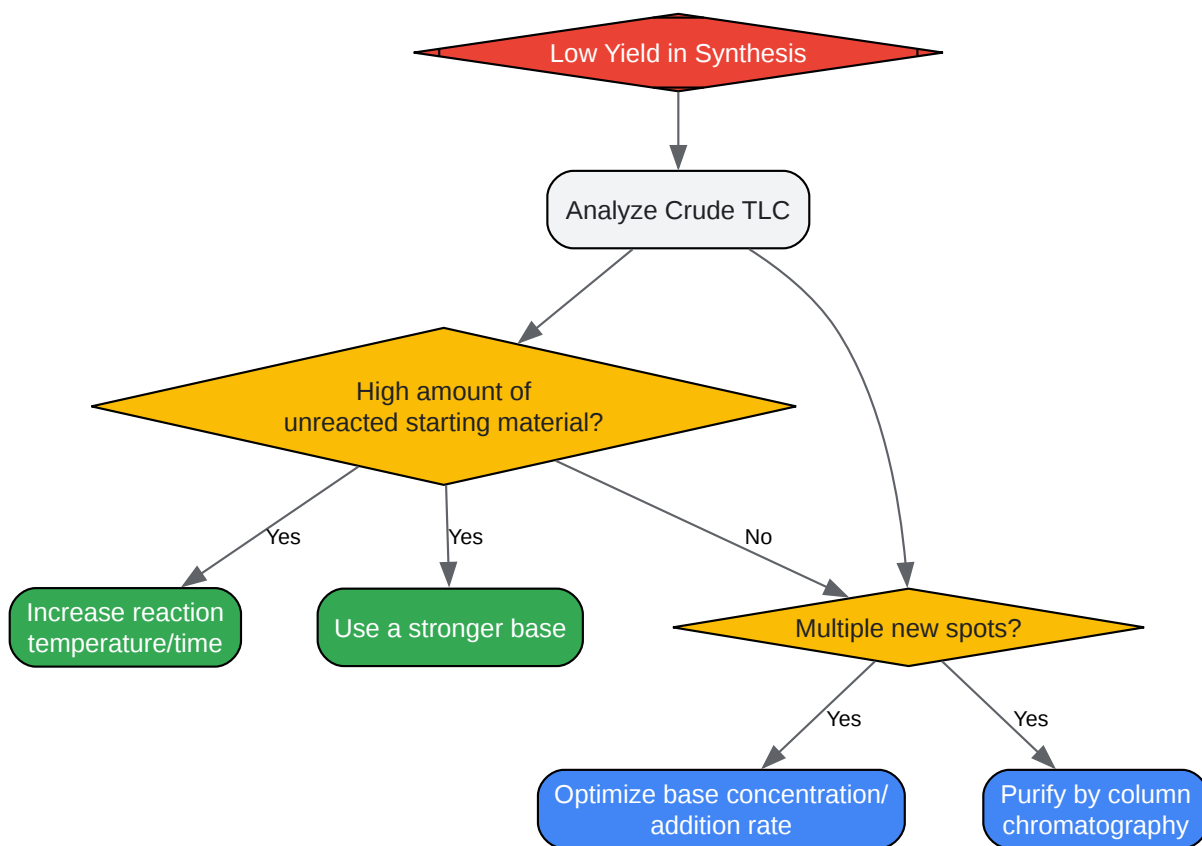 Low Yield in Synthesis
Analyze Crude TLC
High amount of
unreacted starting material?
Yes
Yes
No
Increase reaction
temperature/time
Use a stronger base
Multiple new spots?
Yes
Yes
Optimize base concentration/
addition rate
Purify by column
chromatography